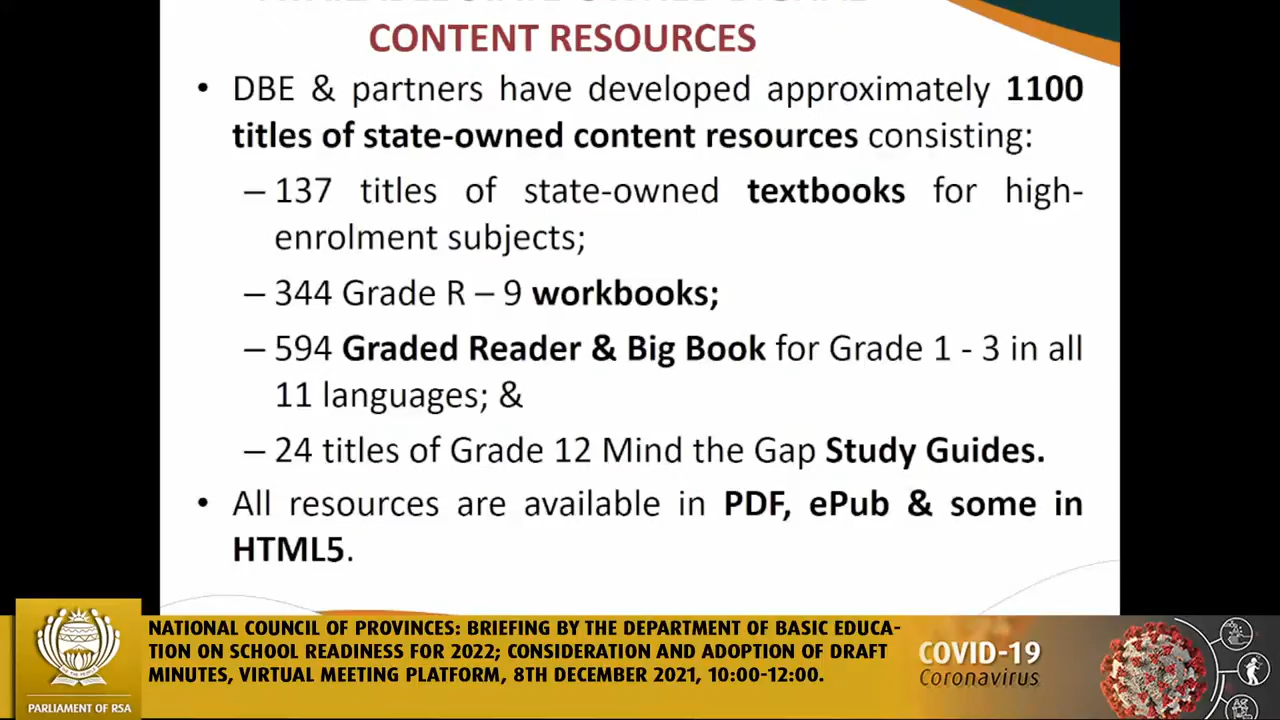 CONTENT RESOURCES
• DBE & partners have developed approximately 1100
titles of state-owned content resources consisting:
– 137 titles of state-owned textbooks for high-
enrolment subjects;
– 344 Grade R – 9 workbooks;
– 594 Graded Reader & Big Book for Grade 1 - 3 in all
11 languages; &
– 24 titles of Grade 12 Mind the Gap Study Guides.
• All resources are available in PDF, ePub & some in
HTML5.
NATIONAL COUNCIL OF PROVINCES: BRIEFING BY THE DEPARTMENT OF BASIC EDUCA-
TION ON SCHOOL READINESS FOR 2022; CONSIDERATION AND ADOPTION OF DRAFT
MINUTES, VIRTUAL MEETING PLATFORM, 8TH DECEMBER 2021, 10:00-12:00.
PARLIAMENT OF RSA
COVID-19
Coronavirus